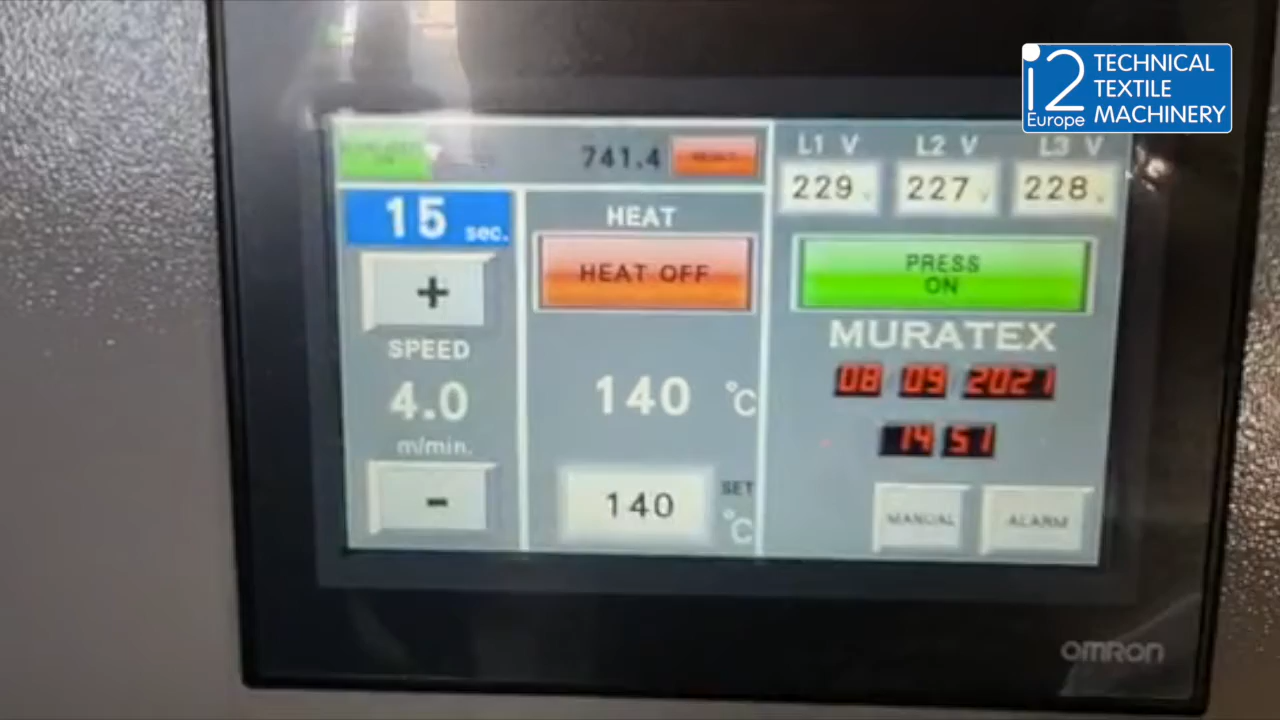 i2 Europe
TECHNICAL
TEXTILE
MACHINERY
741.4
RESET
L1 V L2 V L3 V
229 v 227 v 228 v
15 sec.
+
SPEED
4.0
m/min.
-
HEAT
HEAT OFF
140 °C
140 SET °C
PRESS
ON
MURATEX
08 09 2021
14 51
MANUAL ALARM
OMRON